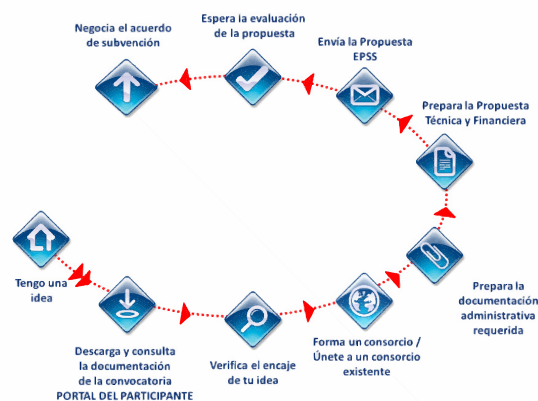 Tengo una
idea
Descarga y consulta
la documentación
de la convocatoria
PORTAL DEL PARTICIPANTE
Verifica el encaje
de tu idea
Forma un consorcio /
Únete a un consorcio
existente
Prepara la
documentación
administrativa
requerida
Prepara la Propuesta
Técnica y Financiera
Envía la Propuesta
EPSS
Espera la evaluación
de la propuesta
Negocia el acuerdo
de subvención